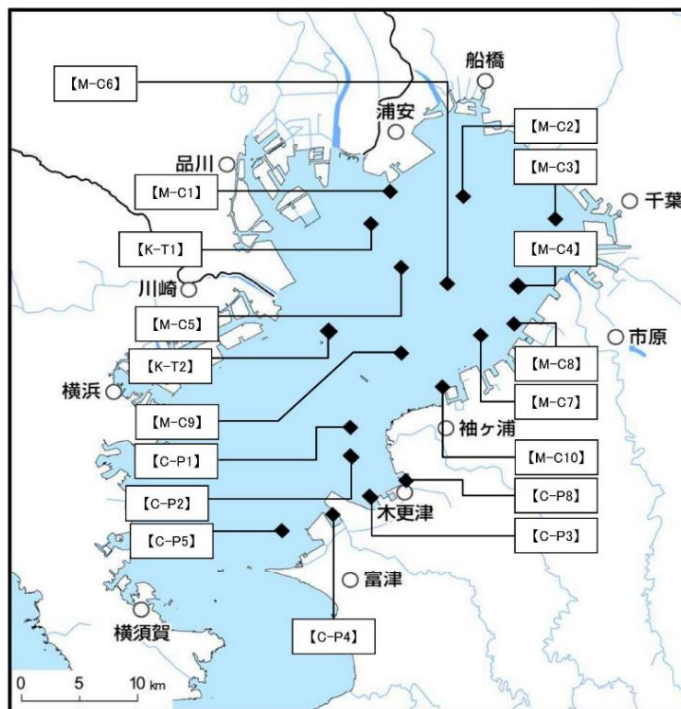 船橋
【M-C6】
浦安
【M-C2】
品川
【M-C3】
【M-C1】
千葉
【K-T1】
【M-C4】
川崎
【M-C5】
市原
【K-T2】
【M-C8】
横浜
【M-C7】
【M-C9】
袖ヶ浦
【C-P1】
【M-C10】
【C-P2】
【C-P8】
木更津
【C-P5】
【C-P3】
富津
横須賀
【C-P4】
0 5 10 km